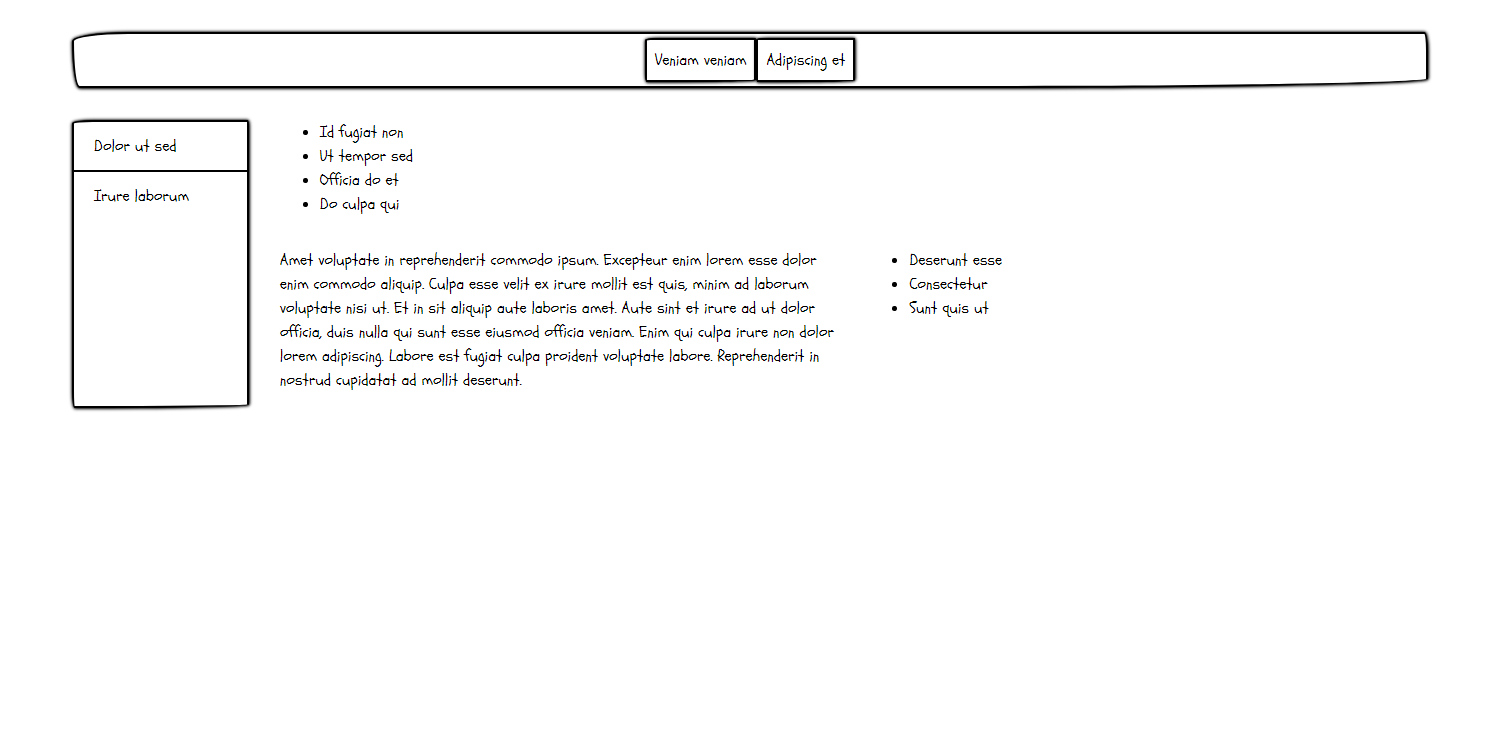 Veniam veniam
Adipiscing et
Dolor ut sed
Irure laborum
Id fugiat non
Ut tempor sed
Officia do et
Do culpa qui
Amet voluptate in reprehenderit commodo ipsum. Excepteur enim lorem esse dolor
enim commodo aliquip. Culpa esse velit ex irure mollit est quis, minim ad laborum
voluptate nisi ut. Et in sit aliquip aute laboris amet. Aute sint et irure ad ut dolor
officia, duis nulla qui sunt esse eiusmod officia veniam. Enim qui culpa irure non dolor
lorem adipiscing. Labore est fugiat culpa proident voluptate labore. Reprehenderit in
nostrud cupidatat ad mollit deserunt.
Deserunt esse
Consectetur
Sunt quis ut